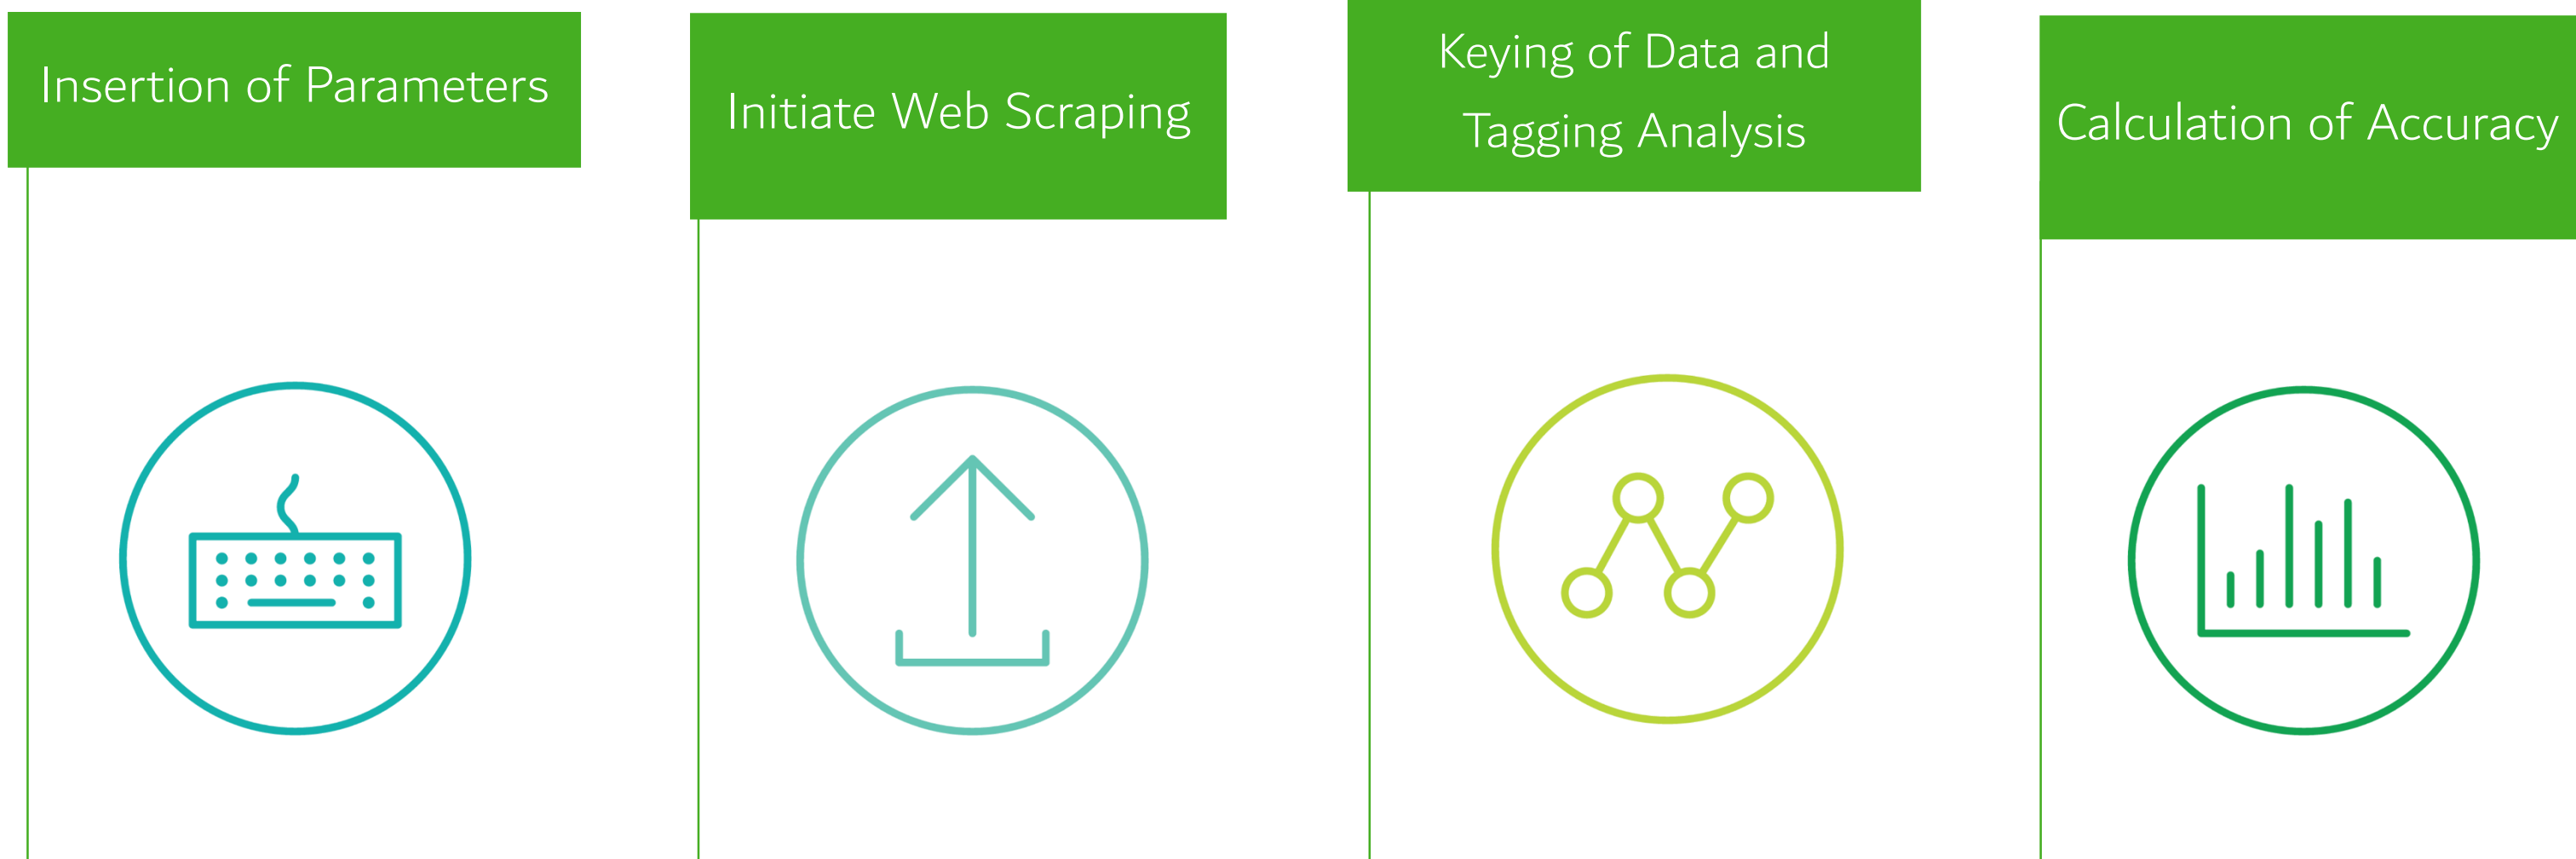 Insertion of Parameters
Initiate Web Scraping
Keying of Data and
Tagging Analysis
Calculation of Accuracy